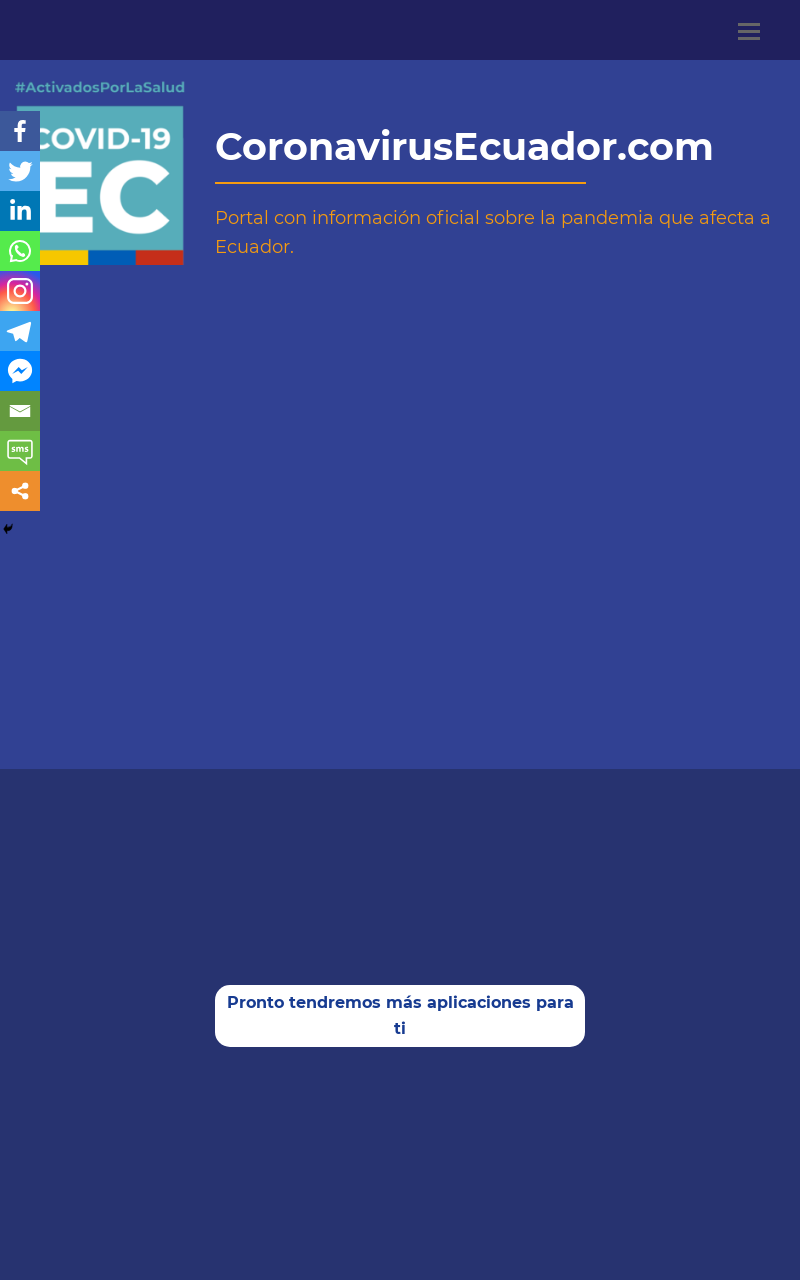 #ActivadosPorLaSalud
COVID-19
EC
CoronavirusEcuador.com
Portal con información oficial sobre la pandemia que afecta a
Ecuador.
sms
Pronto tendremos más aplicaciones para
ti